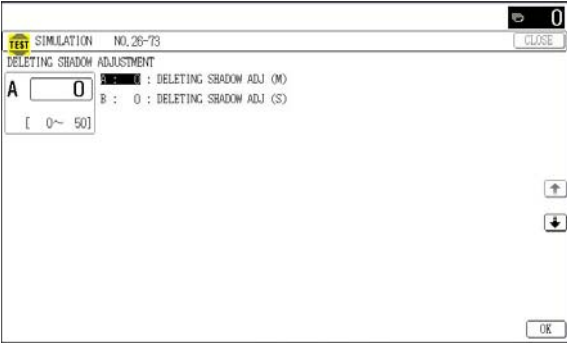 0
TEST SIMULATION NO.26-73 CLOSE
DELETING SHADOW ADJUSTMENT
A 0
[ 0~ 50]
A : 0 : DELETING SHADOW ADJ (M)
B : 0 : DELETING SHADOW ADJ (S)
OK